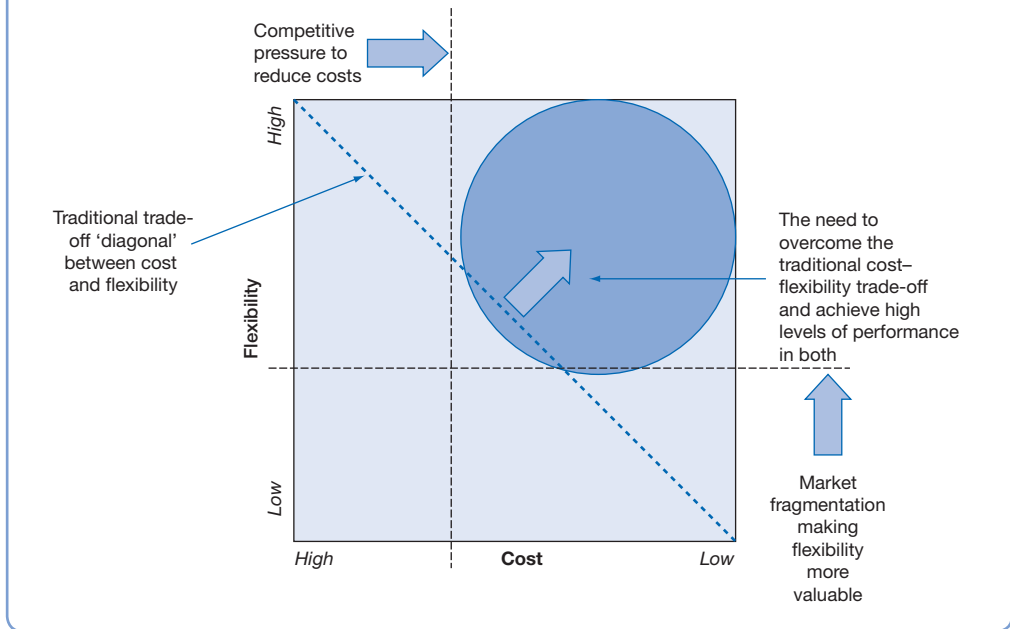 Competitive
pressure to
reduce costs
High
Traditional trade-
off ‘diagonal’
between cost
and flexibility
Flexibility
The need to
overcome the
traditional cost–
flexibility trade-off
and achieve high
levels of performance
in both
Low
High
Cost
Low
Market
fragmentation
making
flexibility
more
valuable